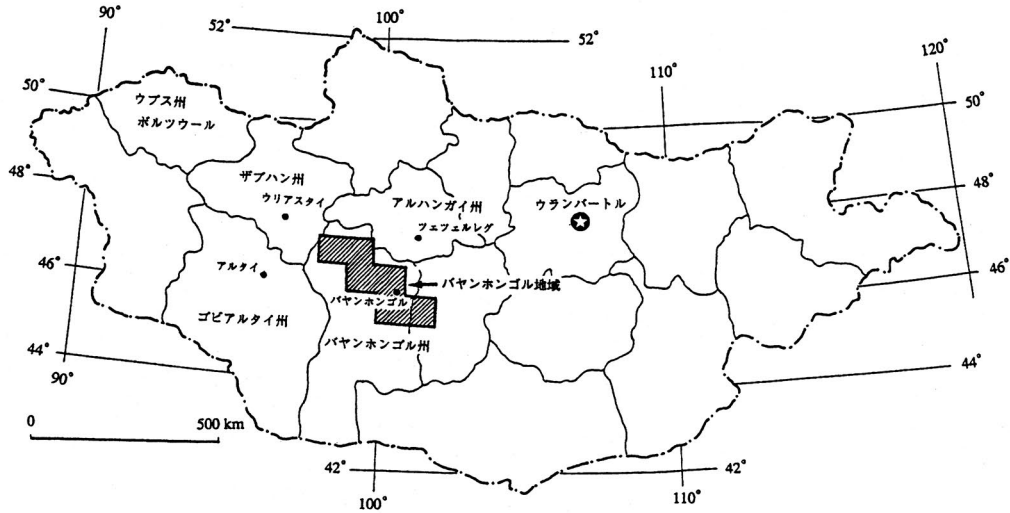 90°
52°
100°
52°
110°
120°
50°
50°
ウブス州
ボルツウール
48°
ザブハン州
ウリアスタイ
アルハンガイ州
ツェツェルレグ
ウランバートル
48°
46°
アルタイ
バヤンホンゴル地域
バヤンホンゴル
46°
ゴビアルタイ州
バヤンホンゴル州
44°
90°
44°
0
500 km
42°
42°
100°
110°